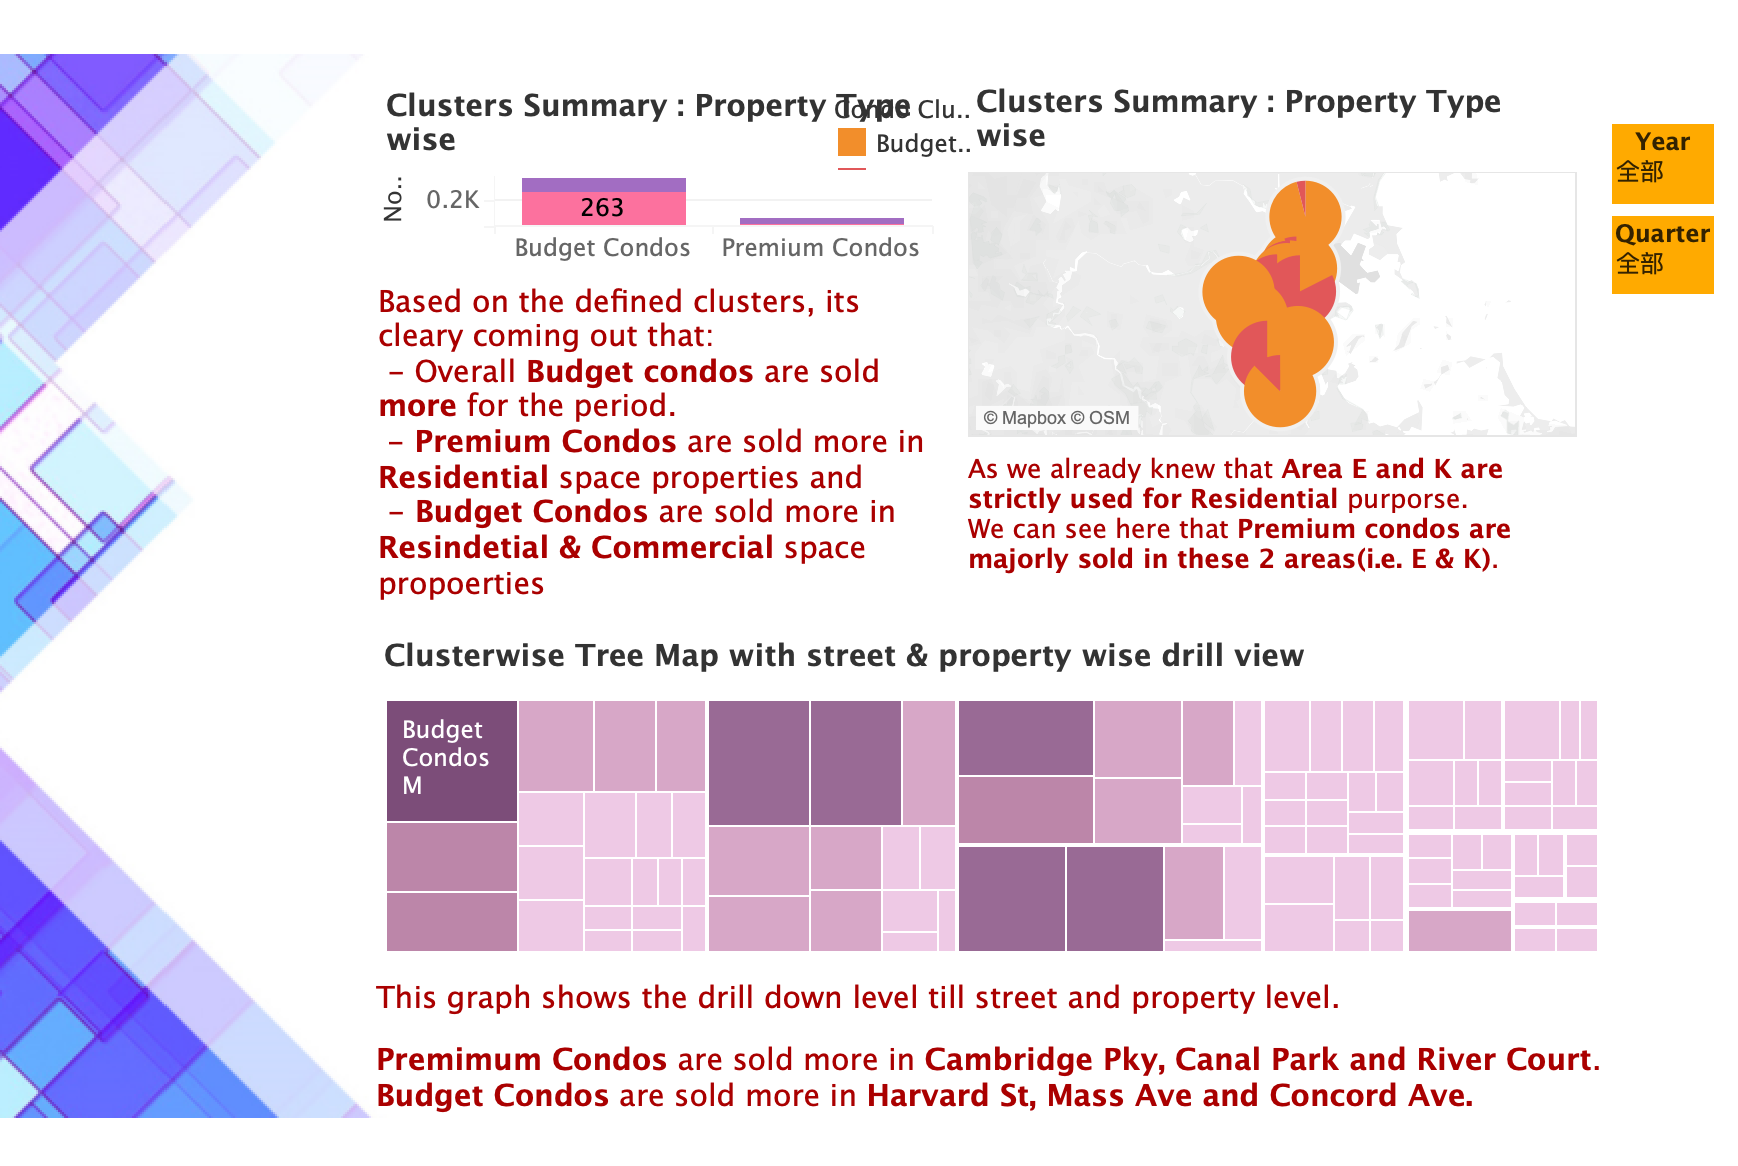 Clusters Summary : Property Type
wise
Condo Clu..
Budget..
No..
0.2K
263
Budget Condos
Premium Condos
Based on the defined clusters, its
cleary coming out that:
– Overall Budget condos are sold
more for the period.
– Premium Condos are sold more in
Residential space properties and
– Budget Condos are sold more in
Resindetial & Commercial space
propoerties
Clusters Summary : Property Type
wise
© Mapbox © OSM
As we already knew that Area E and K are
strictly used for Residential purporse.
We can see here that Premium condos are
majorly sold in these 2 areas(i.e. E & K).
Year
全部
Quarter
全部
Clusterwise Tree Map with street & property wise drill view
Budget
Condos
M
This graph shows the drill down level till street and property level.
Premimum Condos are sold more in Cambridge Pky, Canal Park and River Court.
Budget Condos are sold more in Harvard St, Mass Ave and Concord Ave.